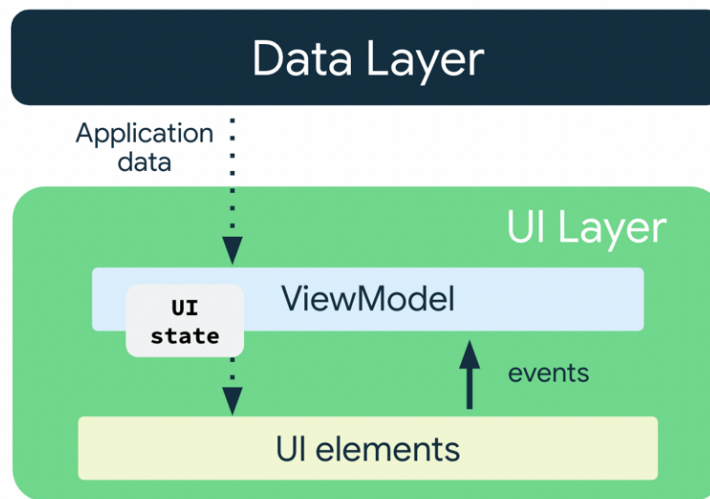 Data Layer
Application
data
UI Layer
ViewModel
UI
state
events
UI elements